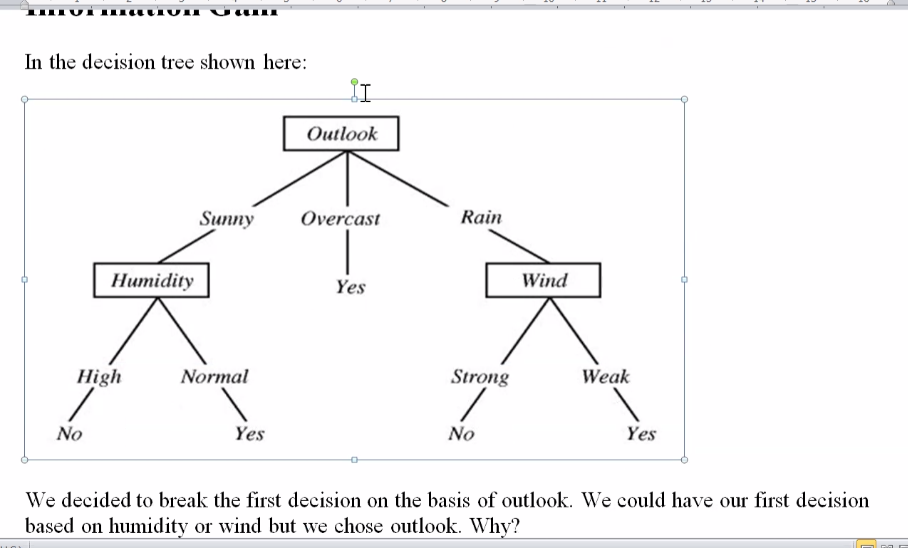 Information Gain
In the decision tree shown here:
Outlook
Sunny Overcast Rain
Humidity Yes Wind
High Normal Strong Weak
No Yes No Yes
We decided to break the first decision on the basis of outlook. We could have our first decision
based on humidity or wind but we chose outlook. Why?